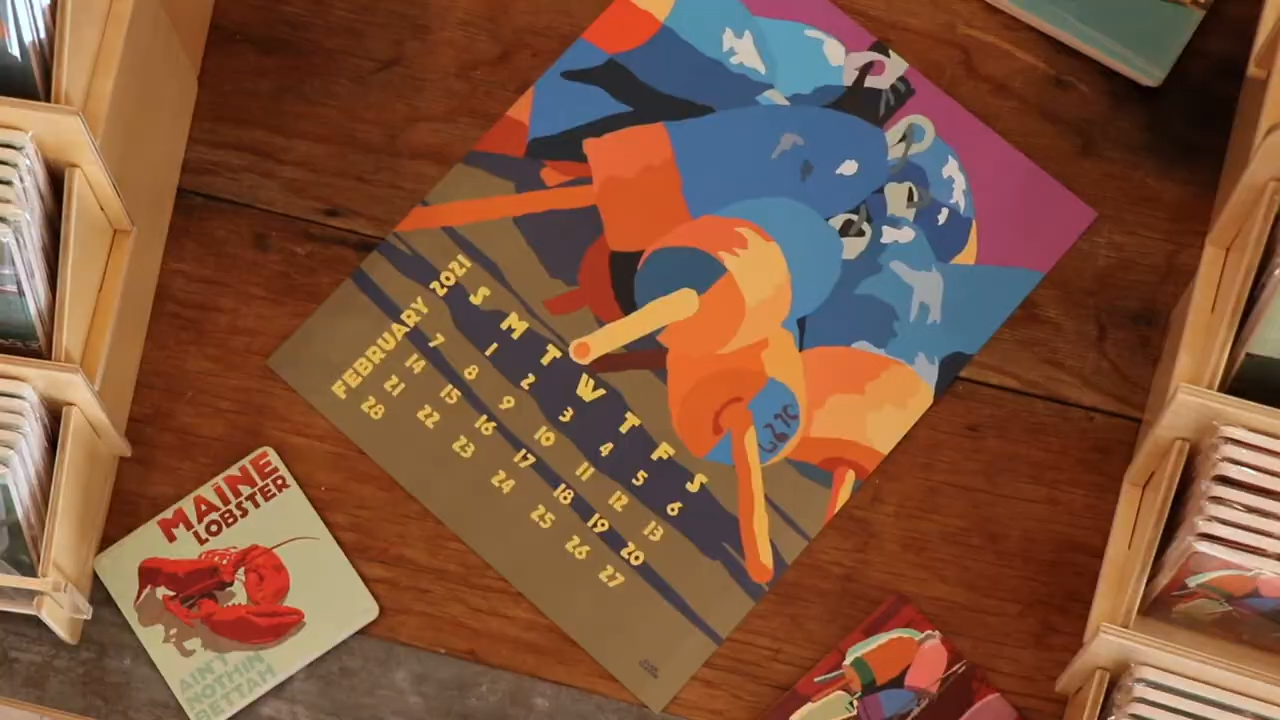 FEBRUARY 2021
S M T W T F S
1 2 3 4 5 6
7 8 9 10 11 12 13
14 15 16 17 18 19 20
21 22 23 24 25 26 27
28
MAINE
LOBSTER
AIN'T
NOTHIN
BETTAH